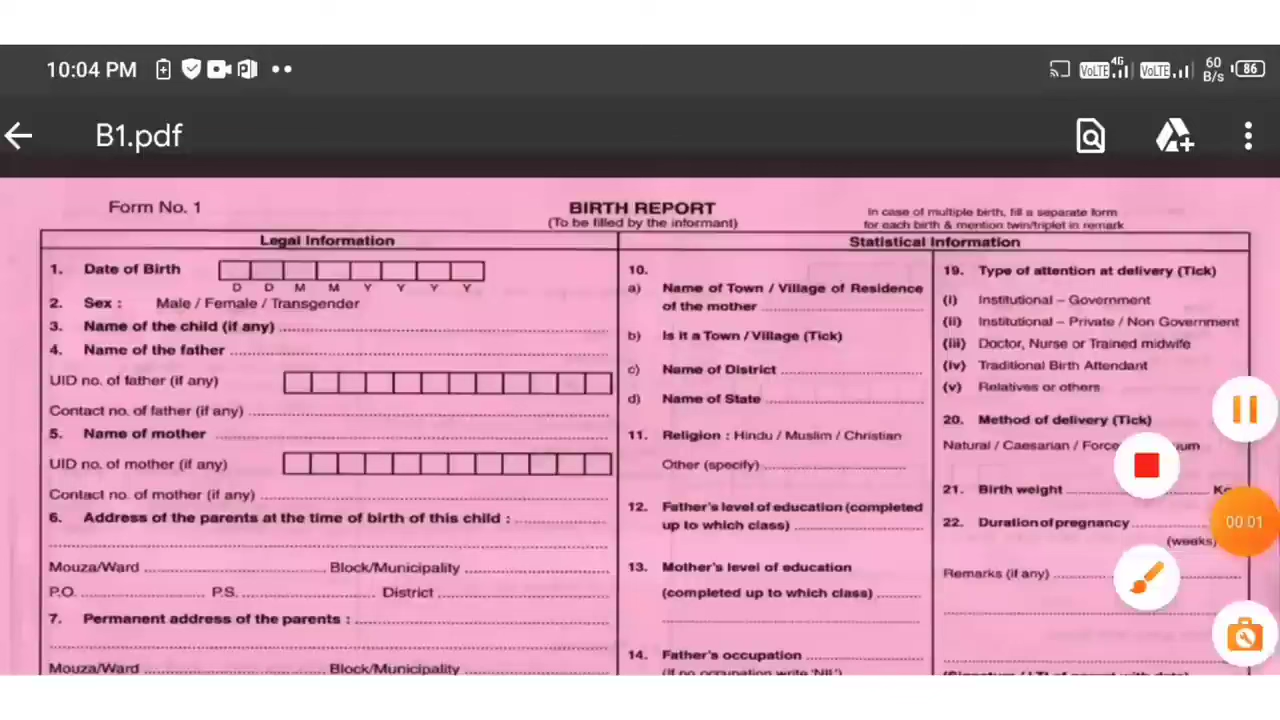 10:04 PM
VoLTE 4G VoLTE 60 B/s 86
B1.pdf
Form No. 1
BIRTH REPORT
(To be filled by the informant)
In case of multiple birth, fill a separate form
for each birth & mention twin/triplet in remark
Legal Information
1. Date of Birth
D D M M Y Y Y Y
2. Sex : Male / Female / Transgender
3. Name of the child (if any)
4. Name of the father
UID no. of father (if any)
Contact no. of father (if any)
5. Name of mother
UID no. of mother (if any)
Contact no. of mother (if any)
6. Address of the parents at the time of birth of this child :
Mouza/Ward Block/Municipality
P.O. P.S. District
7. Permanent address of the parents :
Mouza/Ward Block/Municipality
Statistical Information
10.
a) Name of Town / Village of Residence
of the mother
b) Is it a Town / Village (Tick)
c) Name of District
d) Name of State
11. Religion : Hindu / Muslim / Christian
Other (specify)
12. Father's level of education (completed
up to which class)
13. Mother's level of education
(completed up to which class)
14. Father's occupation
(If no occupation write 'NIL')
19. Type of attention at delivery (Tick)
(i) Institutional – Government
(ii) Institutional – Private / Non Government
(iii) Doctor, Nurse or Trained midwife
(iv) Traditional Birth Attendant
(v) Relatives or others
20. Method of delivery (Tick)
Natural / Caesarian /
21. Birth weight
22. Duration of pregnancy
(weeks)
Remarks (if any)
00:01